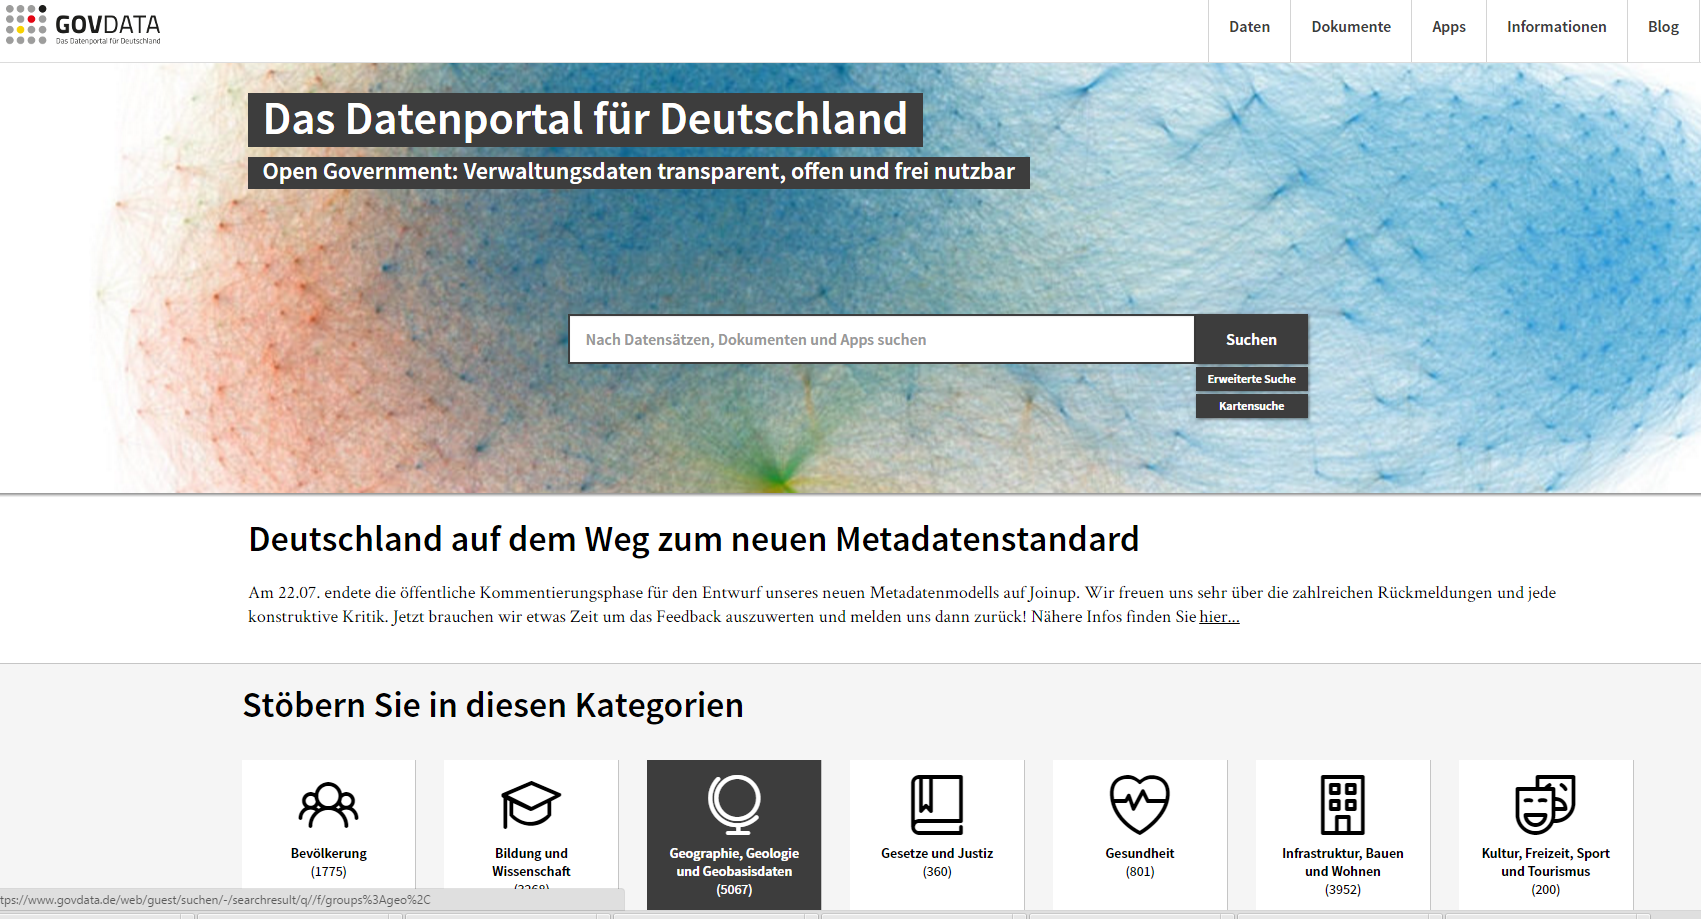 GOVDATA
Das Datenportal für Deutschland
Daten
Dokumente
Apps
Informationen
Blog
Das Datenportal für Deutschland
Open Government: Verwaltungsdaten transparent, offen und frei nutzbar
Nach Datensätzen, Dokumenten und Apps suchen
Suchen
Erweiterte Suche
Kartensuche
Deutschland auf dem Weg zum neuen Metadatenstandard
Am 22.07. endete die öffentliche Kommentierungsphase für den Entwurf unseres neuen Metadatenmodells auf Joinup. Wir freuen uns sehr über die zahlreichen Rückmeldungen und jede
konstruktive Kritik. Jetzt brauchen wir etwas Zeit um das Feedback auszuwerten und melden uns dann zurück! Nähere Infos finden Sie hier...
Stöbern Sie in diesen Kategorien
Bevölkerung
(1775)
Bildung und
Wissenschaft
(3268)
Geographie, Geologie
und Geobasisdaten
(5067)
Gesetze und Justiz
(360)
Gesundheit
(801)
Infrastruktur, Bauen
und Wohnen
(3952)
Kultur, Freizeit, Sport
und Tourismus
(200)
tps://www.govdata.de/web/guest/suchen/-/searchresult/q//f/groups%3Ageo%2C